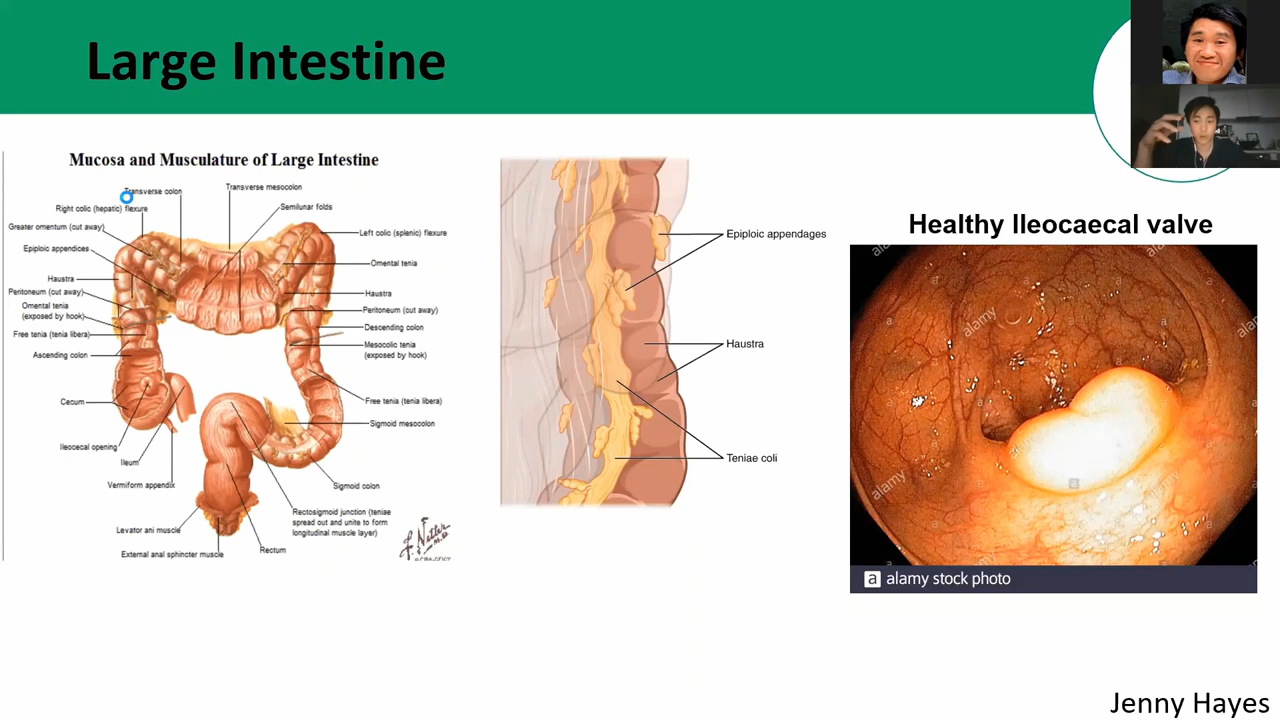 Large Intestine
Mucosa and Musculature of Large Intestine
Transverse colon
Transverse mesocolon
Right colic (hepatic) flexure
Semilunar folds
Greater omentum (cut away)
Left colic (splenic) flexure
Epiploic appendices
Omental tenia
Haustra
Haustra
Peritoneum (cut away)
Peritoneum (cut away)
Omental tenia
(exposed by hook)
Descending colon
Free tenia (tenia libera)
Mesocolic tenia
(exposed by hook)
Ascending colon
Cecum
Free tenia (tenia libera)
Sigmoid mesocolon
Ileocecal opening
Ileum
Vermiform appendix
Sigmoid colon
Rectosigmoid junction (teniae
spread out and unite to form
longitudinal muscle layer)
Levator ani muscle
External anal sphincter muscle
Rectum
F. Netter
M.D.
Epiploic appendages
Haustra
Teniae coli
Healthy Ileocaecal valve
alamy
alamy
alamy
alamy
a
a
a
a
a
a
a
a alamy stock photo
Jenny Hayes